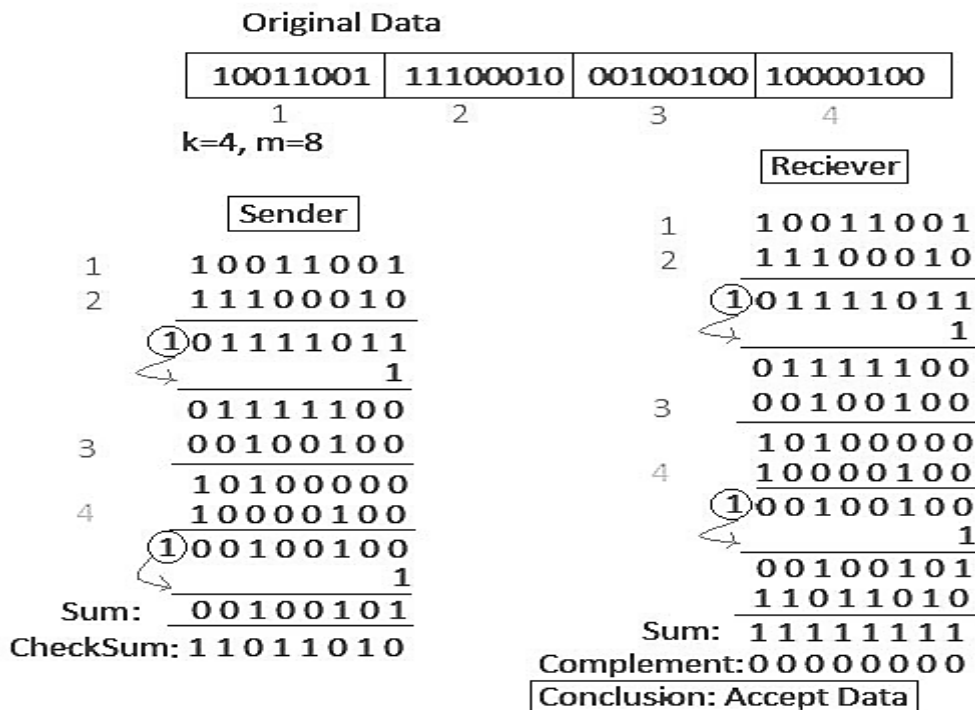 Original Data
10011001 11100010 00100100 10000100
1 2 3 4
k=4, m=8
Sender
1 10011001
2 11100010
1 01111011
1
01111100
3 00100100
10100000
4 10000100
1 00100100
1
Sum: 00100101
CheckSum: 11011010
Reciever
1 10011001
2 11100010
1 01111011
1
01111100
3 00100100
10100000
4 10000100
1 00100100
1
00100101
11011010
Sum: 11111111
Complement: 00000000
Conclusion: Accept Data